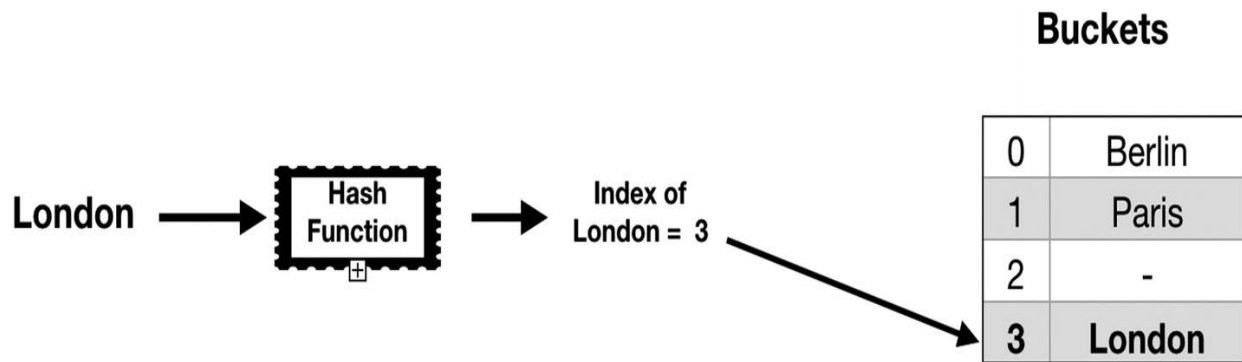 Buckets
London
Hash
Function
Index of
London = 3
0 Berlin
1 Paris
2 -
3 London